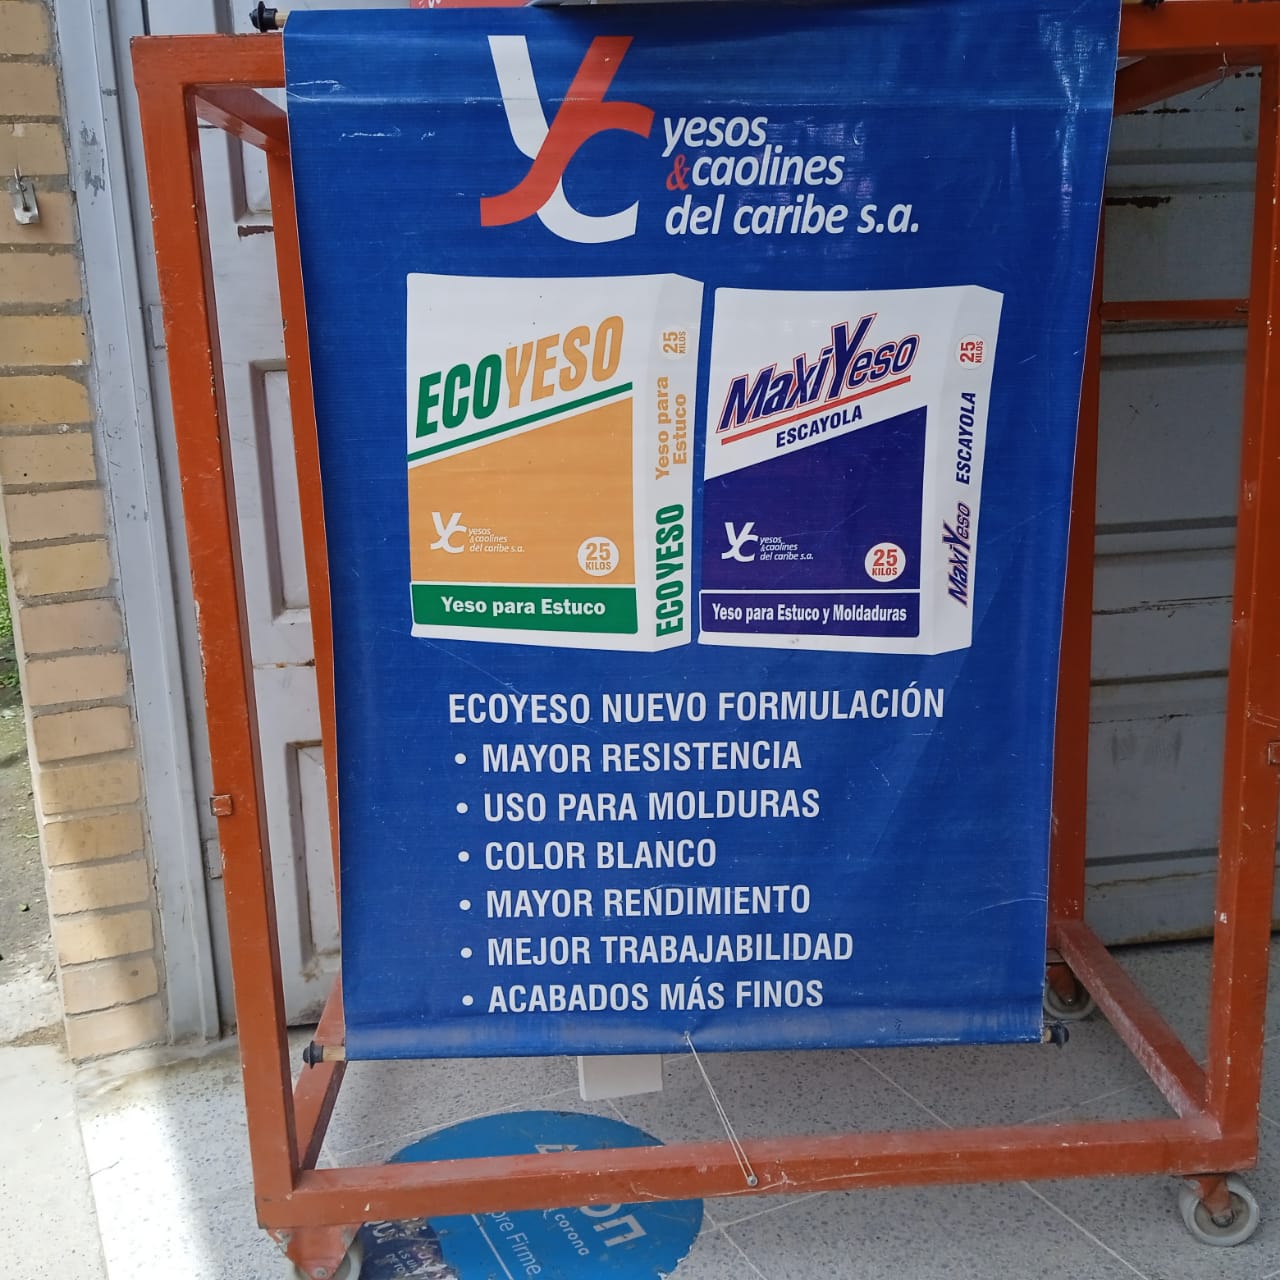 yesos
&caolines
del caribe s.a.
ECOYESO
25
KILOS
Yeso para
Estuco
ECOYESO
yesos
&caolines
del caribe s.a.
25
KILOS
Yeso para Estuco
MaxiYeso
ESCAYOLA
25
KILOS
ESCAYOLA
MaxiYeso
yesos
&caolines
del caribe s.a.
25
KILOS
Yeso para Estuco y Moldaduras
ECOYESO NUEVO FORMULACIÓN
• MAYOR RESISTENCIA
• USO PARA MOLDURAS
• COLOR BLANCO
• MAYOR RENDIMIENTO
• MEJOR TRABAJABILIDAD
• ACABADOS MÁS FINOS
corona
Firme